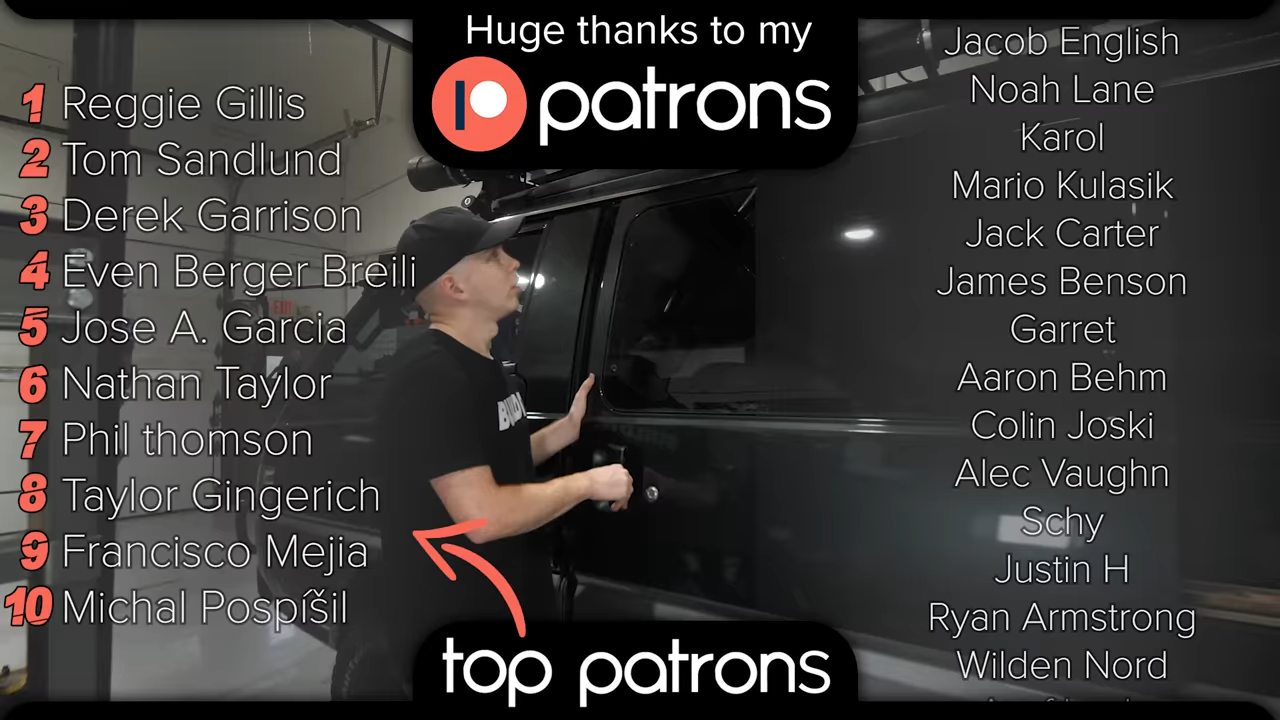 Huge thanks to my
patrons
1 Reggie Gillis
2 Tom Sandlund
3 Derek Garrison
4 Even Berger Breili
5 Jose A. Garcia
6 Nathan Taylor
7 Phil thomson
8 Taylor Gingerich
9 Francisco Mejia
10 Michal Pospíšil
top patrons
Jacob English
Noah Lane
Karol
Mario Kulasik
Jack Carter
James Benson
Garret
Aaron Behm
Colin Joski
Alec Vaughn
Schy
Justin H
Ryan Armstrong
Wilden Nord
EXIT